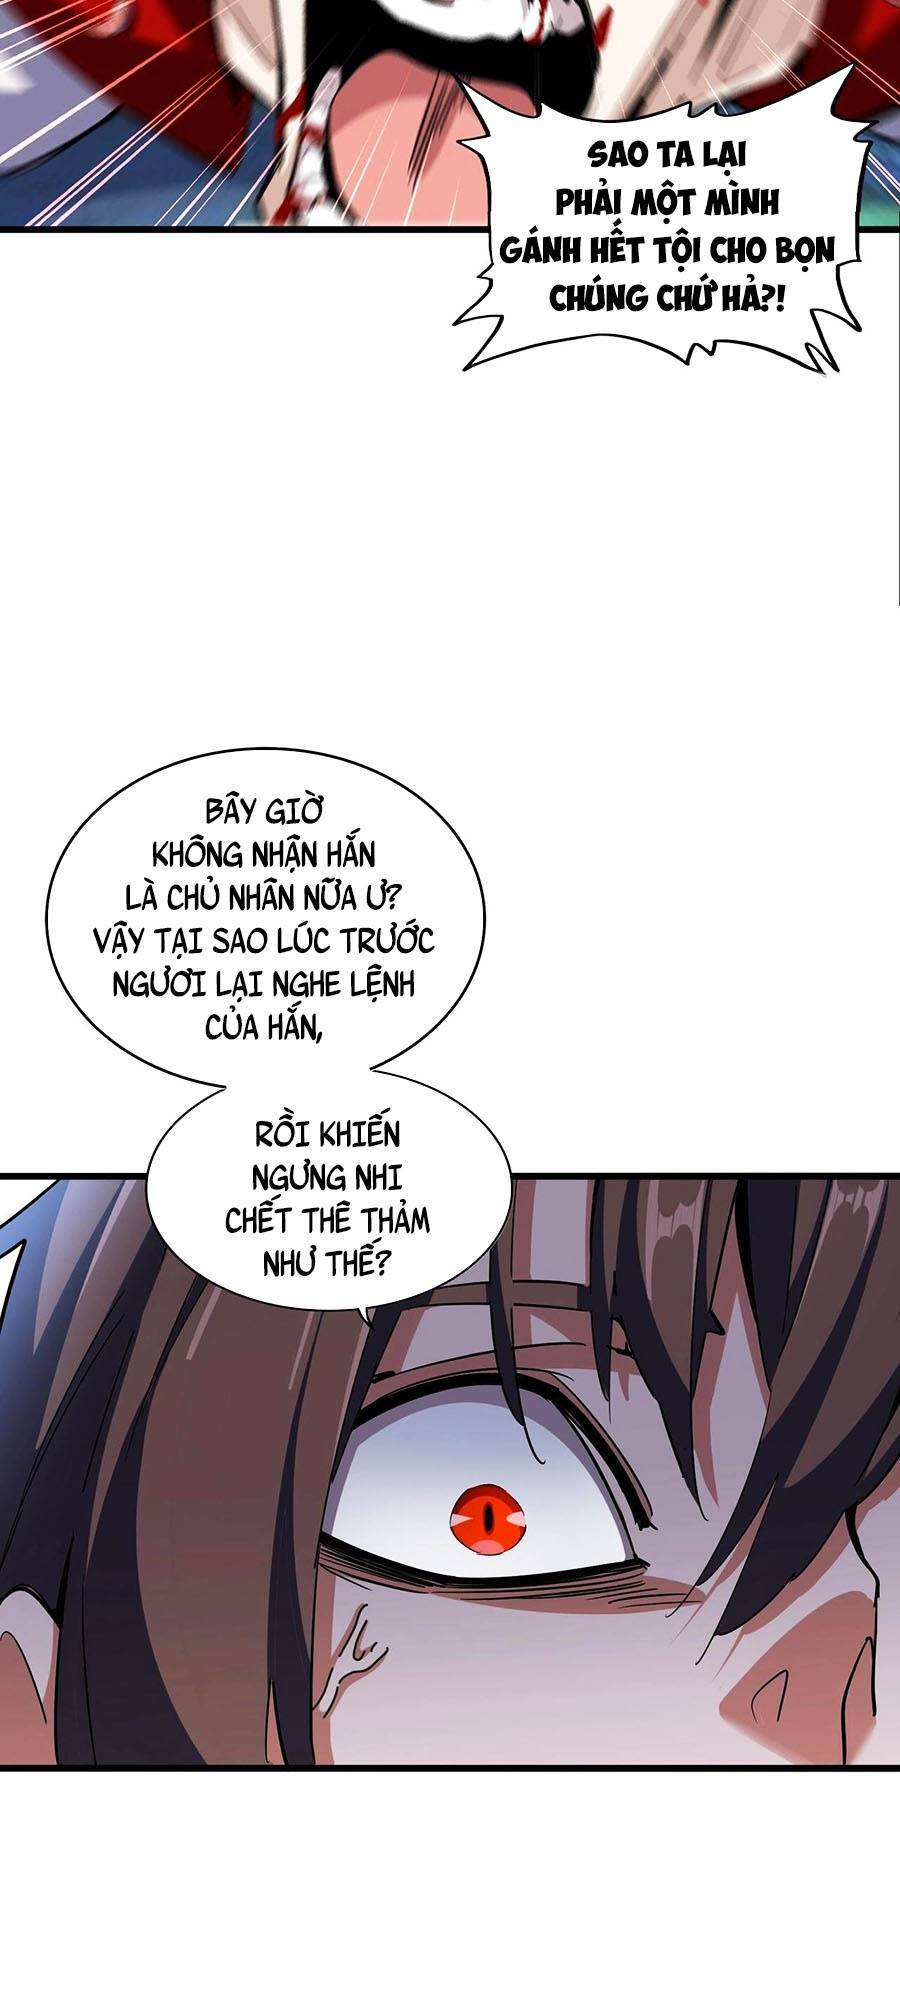 SAO TA LẠI
PHẢI MỘT MÌNH
GÁNH HẾT TỘI CHO BỌN
CHÚNG CHỨ HẢ?!
BÂY GIỜ
KHÔNG NHẬN HẮN
LÀ CHỦ NHÂN NỮA Ư?
VẬY TẠI SAO LÚC TRƯỚC
NGƯƠI LẠI NGHE LỆNH
CỦA HẮN,
RỒI KHIẾN
NGƯNG NHI
CHẾT THÊ THẢM
NHƯ THẾ?